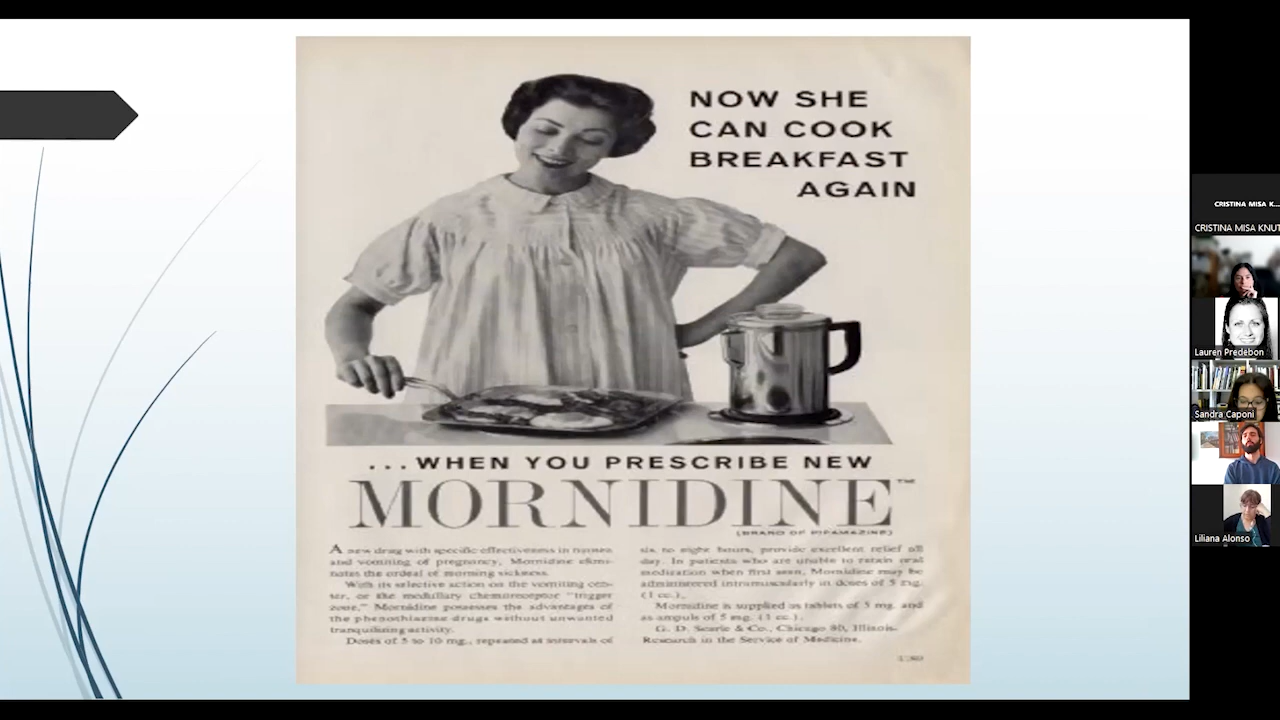 NOW SHE
CAN COOK
BREAKFAST
AGAIN
...WHEN YOU PRESCRIBE NEW
MORNIDINE™
(BRAND OF PIPAMAZINE)
A new drug with specific effectiveness in nausea
and vomiting of pregnancy, Mornidine elimi-
nates the ordeal of morning sickness.
With its selective action on the vomiting cen-
ter, or the medullary chemoreceptor "trigger
zone," Mornidine possesses the advantages of
the phenothiazine drugs without unwanted
tranquilizing activity.
Doses of 5 to 10 mg., repeated at intervals of
six to eight hours, provide excellent relief all
day. In patients who are unable to retain oral
medication when first seen, Mornidine may be
administered intramuscularly in doses of 5 mg.
(1 cc.).
Mornidine is supplied as tablets of 5 mg. and
as ampuls of 5 mg. (1 cc.).
G. D. Searle & Co., Chicago 80, Illinois.
Research in the Service of Medicine.
CRISTINA MISA K...
CRISTINA MISA KNUT
Lauren Predebon
Sandra Caponi
Liliana Alonso